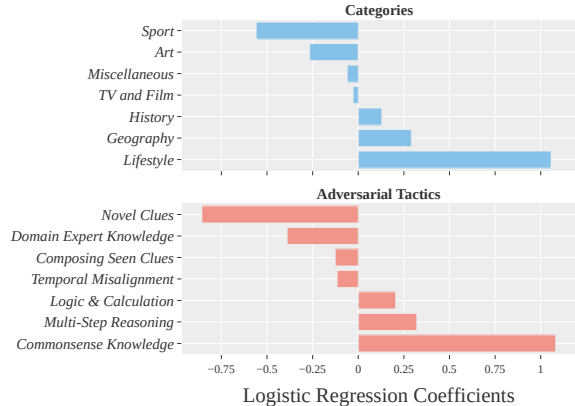 Categories
Sport
Art
Miscellaneous
TV and Film
History
Geography
Lifestyle
Adversarial Tactics
Novel Clues
Domain Expert Knowledge
Composing Seen Clues
Temporal Misalignment
Logic & Calculation
Multi-Step Reasoning
Commonsense Knowledge
−0.75 −0.5 −0.25 0 0.25 0.5 0.75 1
Logistic Regression Coefficients